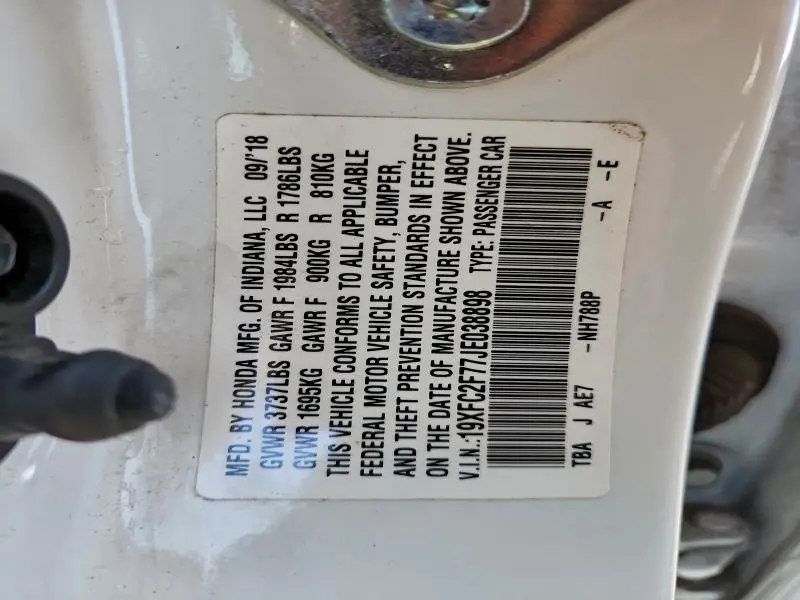 MFD. BY HONDA MFG. OF INDIANA, LLC 09/'18
GVWR 3737LBS GAWR F 1984LBS R 1786LBS
GVWR 1695KG GAWR F 900KG R 810KG
THIS VEHICLE CONFORMS TO ALL APPLICABLE
FEDERAL MOTOR VEHICLE SAFETY, BUMPER,
AND THEFT PREVENTION STANDARDS IN EFFECT
ON THE DATE OF MANUFACTURE SHOWN ABOVE.
V.I.N.:19XFC2F77JE038898 TYPE: PASSENGER CAR
TBA J AE7 -NH788P -A -E